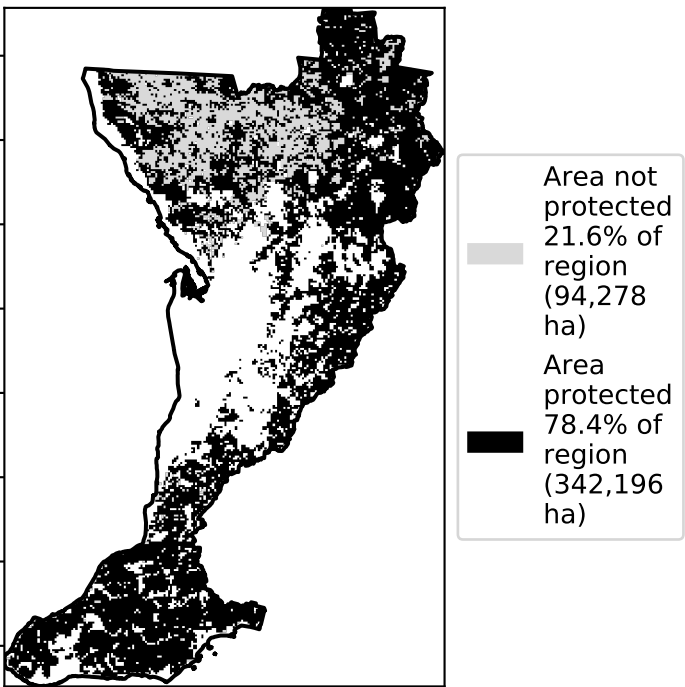 Area not
protected
21.6% of
region
(94,278
ha)
Area
protected
78.4% of
region
(342,196
ha)